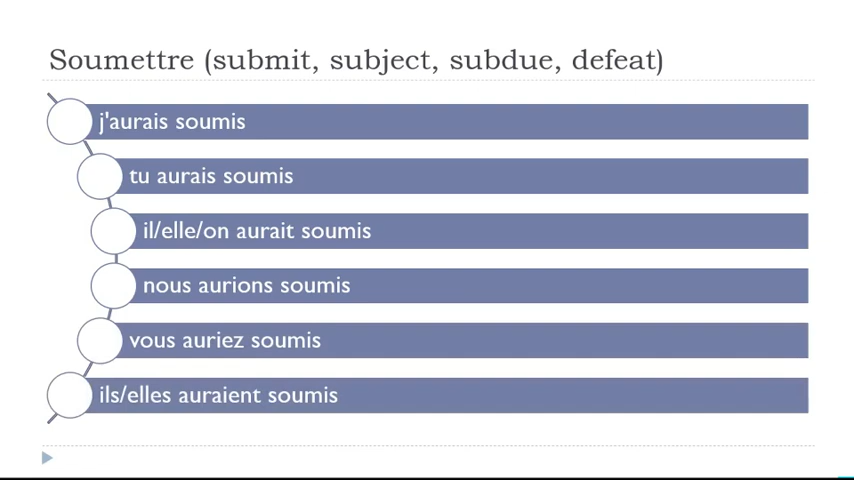 Soumettre (submit, subject, subdue, defeat)
j'aurais soumis
tu aurais soumis
il/elle/on aurait soumis
nous aurions soumis
vous auriez soumis
ils/elles auraient soumis